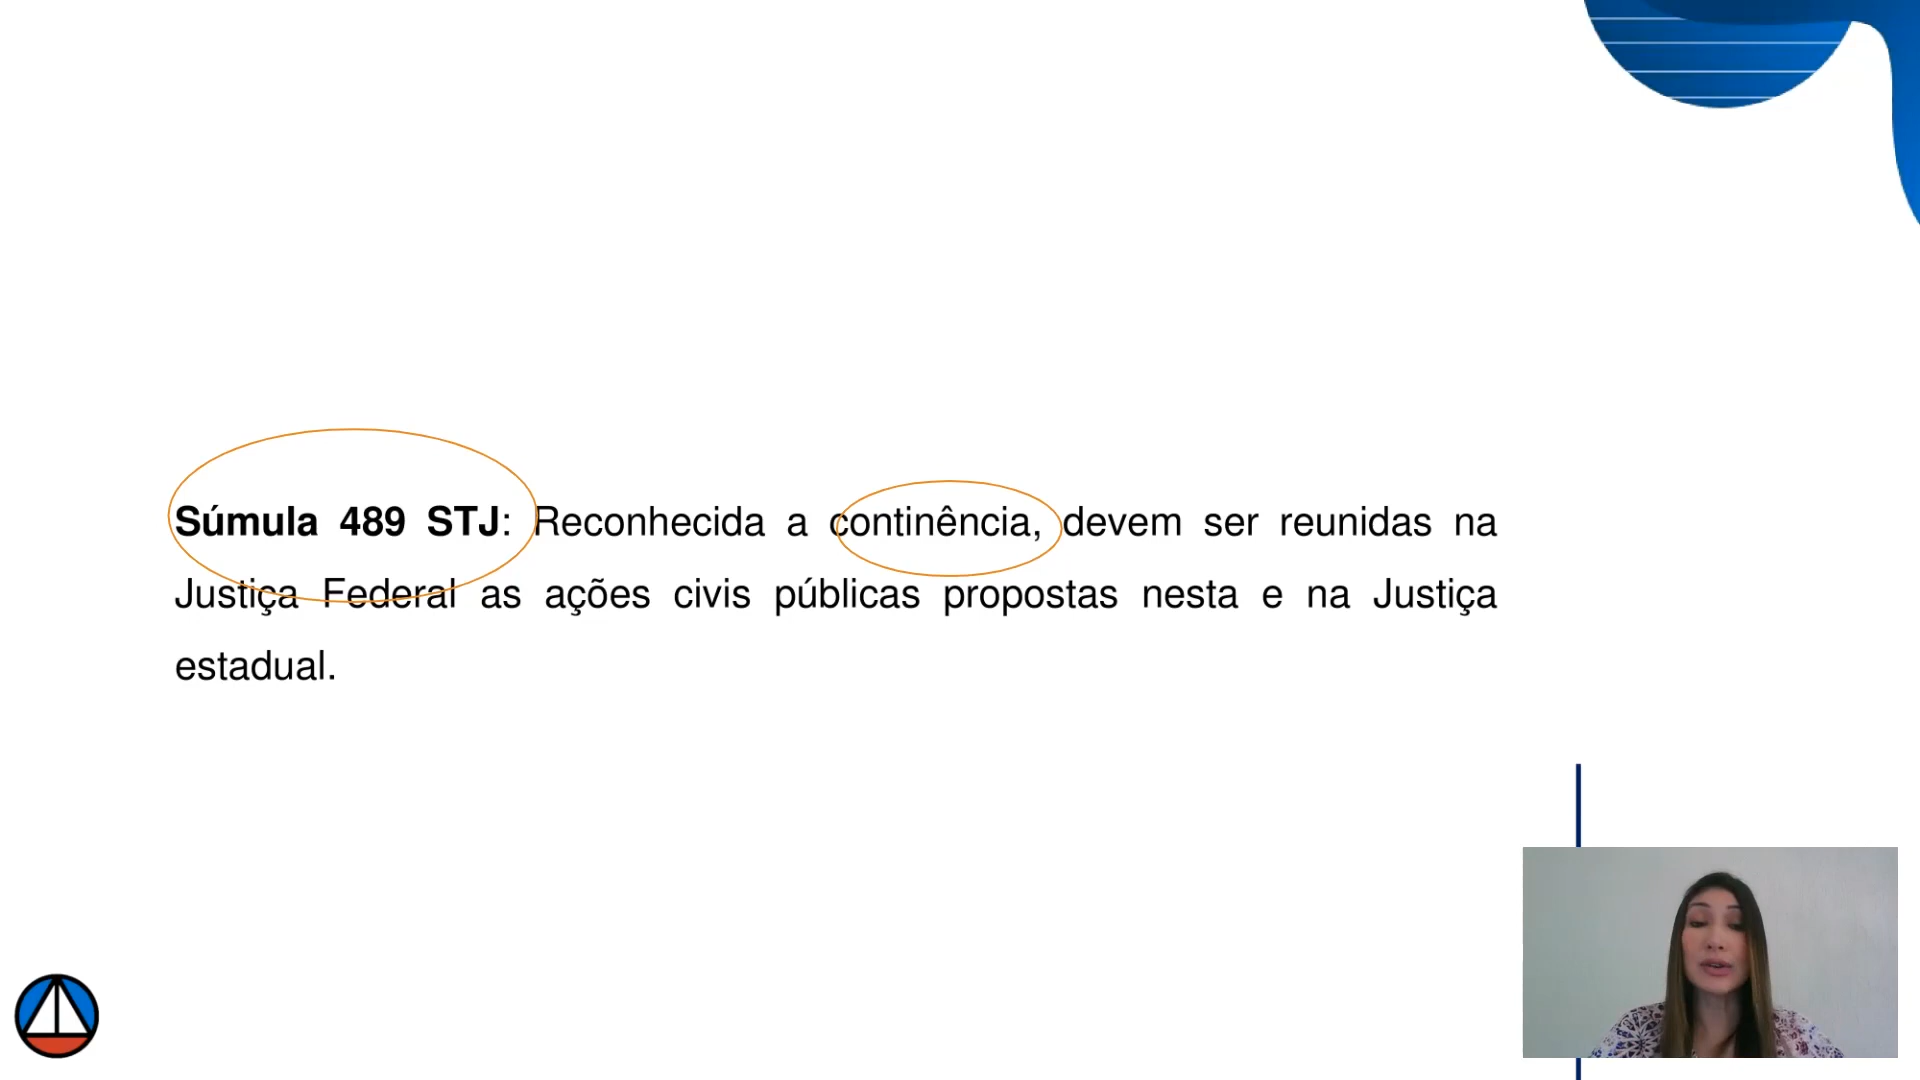 Súmula 489 STJ: Reconhecida a continência, devem ser reunidas na
Justiça Federal as ações civis públicas propostas nesta e na Justiça
estadual.